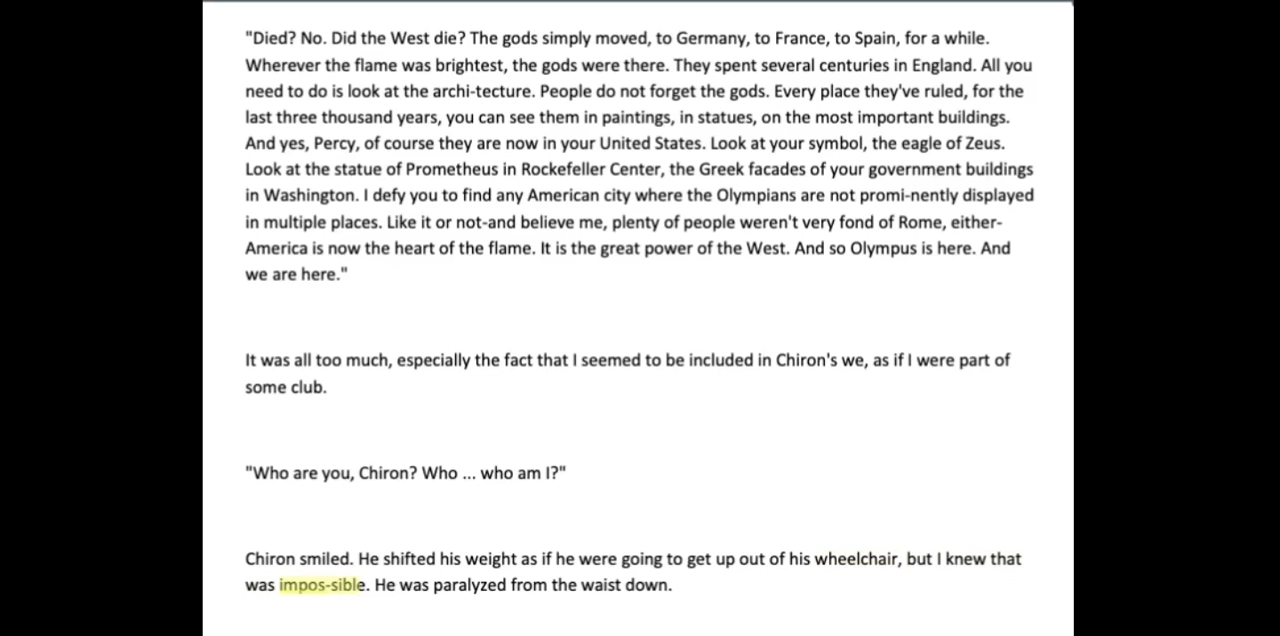 "Died? No. Did the West die? The gods simply moved, to Germany, to France, to Spain, for a while.
Wherever the flame was brightest, the gods were there. They spent several centuries in England. All you
need to do is look at the archi-tecture. People do not forget the gods. Every place they've ruled, for the
last three thousand years, you can see them in paintings, in statues, on the most important buildings.
And yes, Percy, of course they are now in your United States. Look at your symbol, the eagle of Zeus.
Look at the statue of Prometheus in Rockefeller Center, the Greek facades of your government buildings
in Washington. I defy you to find any American city where the Olympians are not promi-nently displayed
in multiple places. Like it or not-and believe me, plenty of people weren't very fond of Rome, either-
America is now the heart of the flame. It is the great power of the West. And so Olympus is here. And
we are here."
It was all too much, especially the fact that I seemed to be included in Chiron's we, as if I were part of
some club.
"Who are you, Chiron? Who ... who am I?"
Chiron smiled. He shifted his weight as if he were going to get up out of his wheelchair, but I knew that
was impos-sible. He was paralyzed from the waist down.